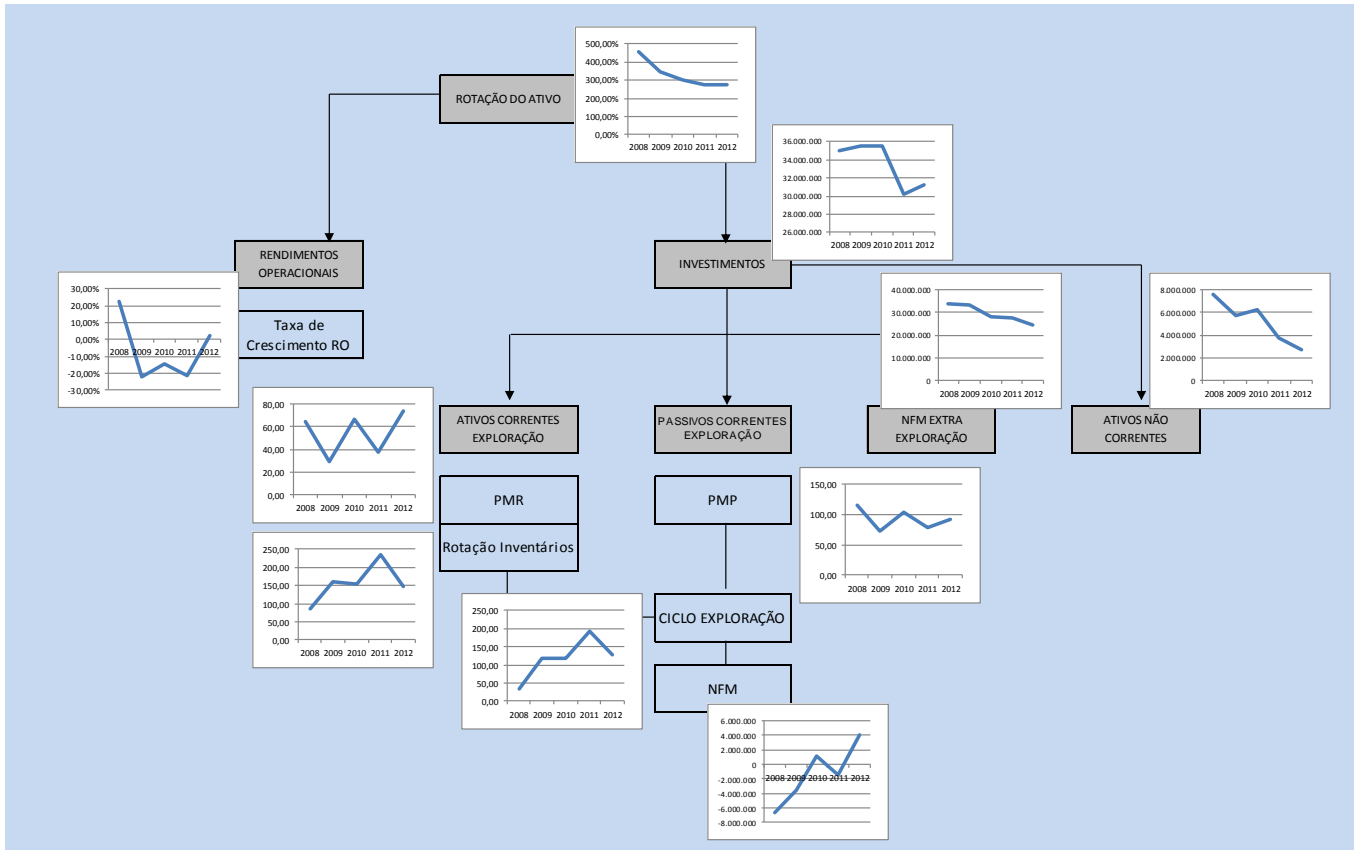 500,00%
400,00%
300,00%
200,00%
100,00%
0,00%
2008 2009 2010 2011 2012
ROTAÇÃO DO ATIVO
36.000.000
34.000.000
32.000.000
30.000.000
28.000.000
26.000.000
2008 2009 2010 2011 2012
RENDIMENTOS
OPERACIONAIS
INVESTIMENTOS
30,00%
20,00%
10,00%
0,00%
-10,00%
-20,00%
-30,00%
2008 2009 2010 2011 2012
Taxa de
Crescimento RO
40.000.000
30.000.000
20.000.000
10.000.000
0
2008 2009 2010 2011 2012
8.000.000
6.000.000
4.000.000
2.000.000
0
2008 2009 2010 2011 2012
80,00
60,00
40,00
20,00
0,00
2008 2009 2010 2011 2012
ATIVOS CORRENTES
EXPLORAÇÃO
PASSIVOS CORRENTES
EXPLORAÇÃO
NFM EXTRA
EXPLORAÇÃO
ATIVOS NÃO
CORRENTES
PMR
Rotação Inventários
PMP
150,00
100,00
50,00
0,00
2008 2009 2010 2011 2012
250,00
200,00
150,00
100,00
50,00
0,00
2008 2009 2010 2011 2012
250,00
200,00
150,00
100,00
50,00
0,00
2008 2009 2010 2011 2012
CICLO EXPLORAÇÃO
NFM
6.000.000
4.000.000
2.000.000
0
-2.000.000
-4.000.000
-6.000.000
-8.000.000
2008 2009 2010 2011 2012